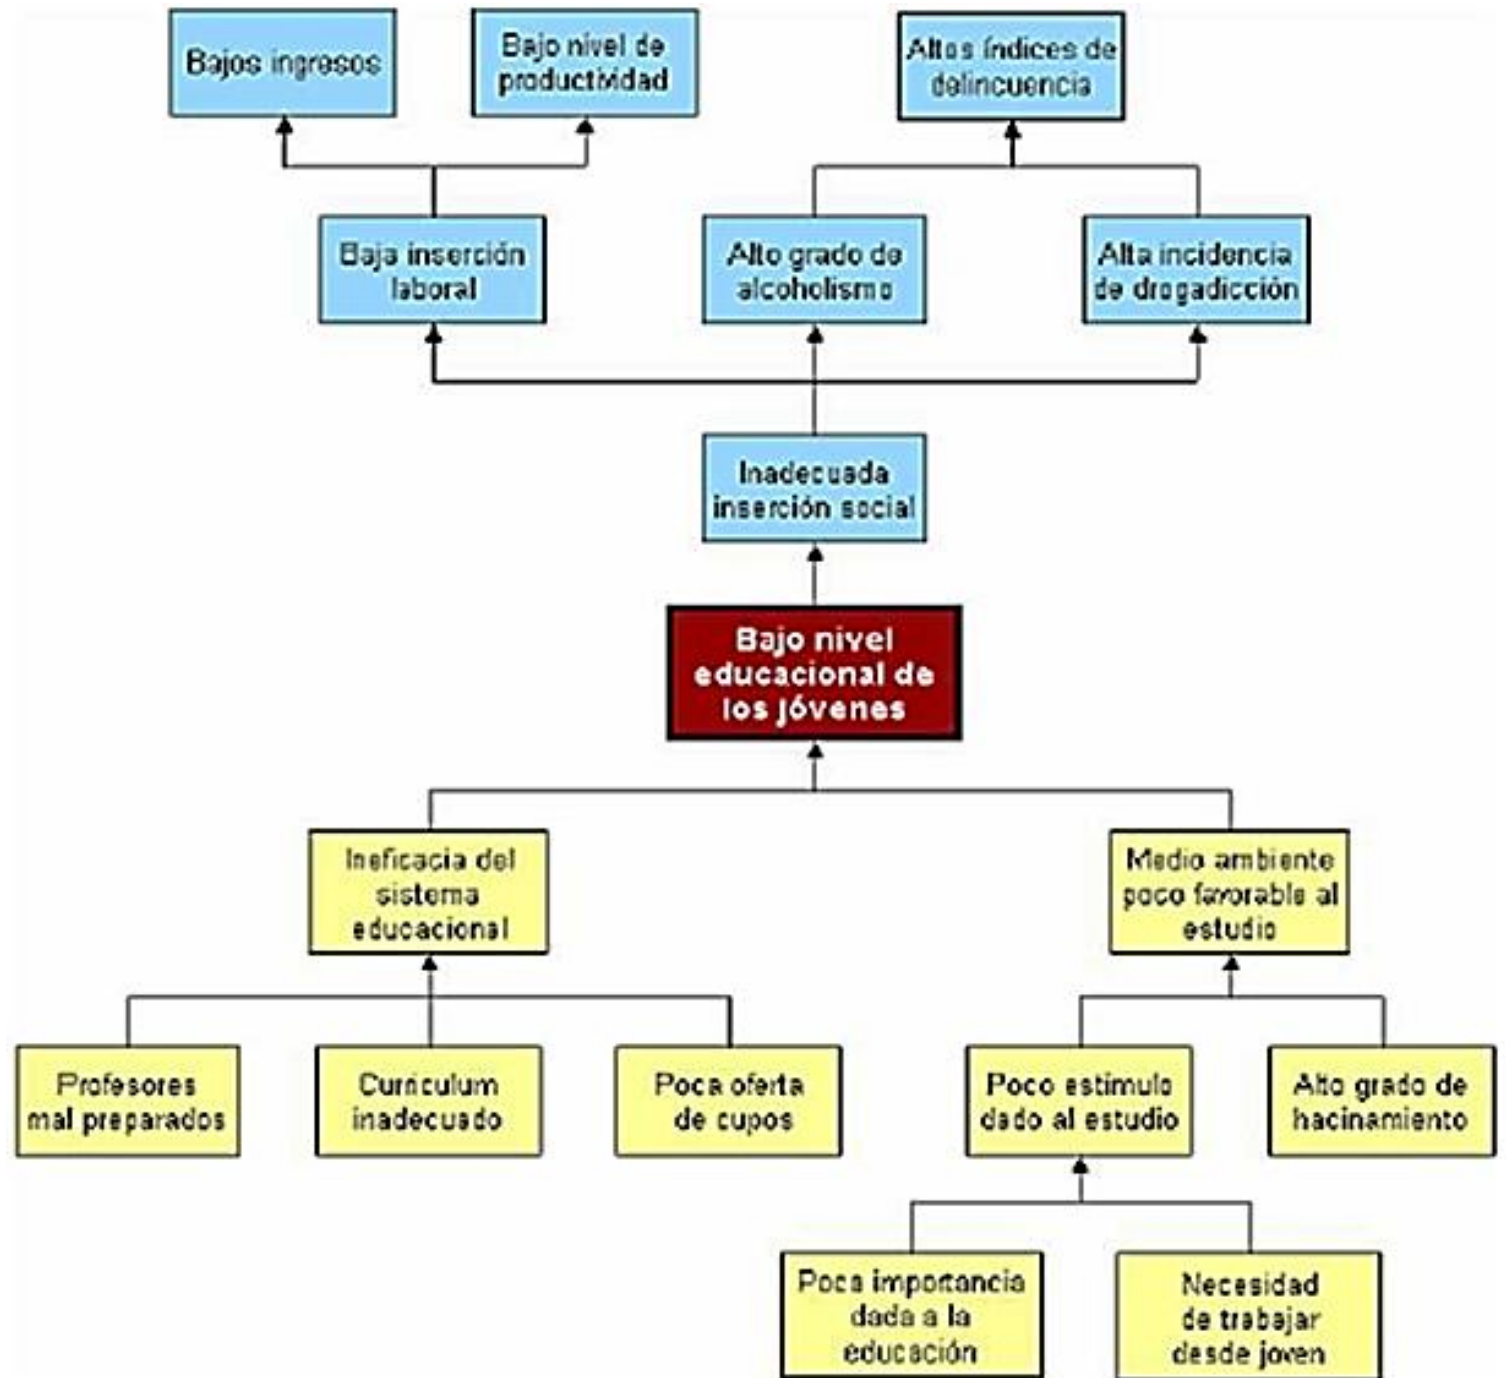 Bajos ingresos
Bajo nivel de
productividad
Altos índices de
delincuencia
Baja inserción
laboral
Alto grado de
alcoholismo
Alta incidencia
de drogadicción
Inadecuada
inserción social
Bajo nivel
educacional de
los jóvenes
Ineficacia del
sistema
educacional
Medio ambiente
poco favorable al
estudio
Profesores
mal preparados
Curriculum
inadecuado
Poca oferta
de cupos
Poco estímulo
dado al estudio
Alto grado de
hacinamiento
Poca importancia
dada a la
educación
Necesidad
de trabajar
desde joven